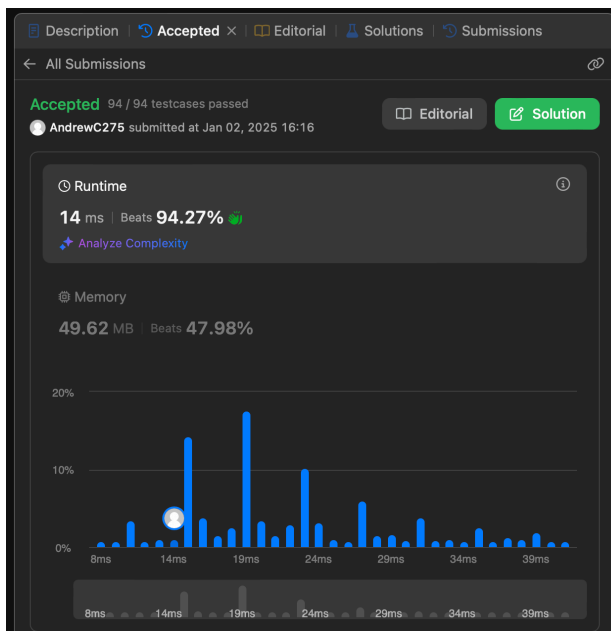 Description | Accepted × | Editorial | Solutions | Submissions
← All Submissions
Accepted 94 / 94 testcases passed
AndrewC275 submitted at Jan 02, 2025 16:16
Editorial
Solution
Runtime
14 ms | Beats 94.27%
Analyze Complexity
Memory
49.62 MB | Beats 47.98%
20%
10%
0%
8ms 14ms 19ms 24ms 29ms 34ms 39ms
8ms 14ms 19ms 24ms 29ms 34ms 39ms